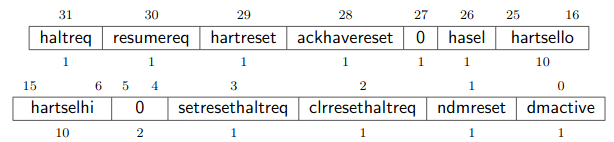 31 30 29 28 27 26 25 16
haltreq resumereq hartreset ackhavereset 0 hasel hartsello
1 1 1 1 1 1 10
15 6 5 4 3 2 1 0
hartselhi 0 setresethaltreq clrresethaltreq ndmreset dmactive
10 2 1 1 1 1